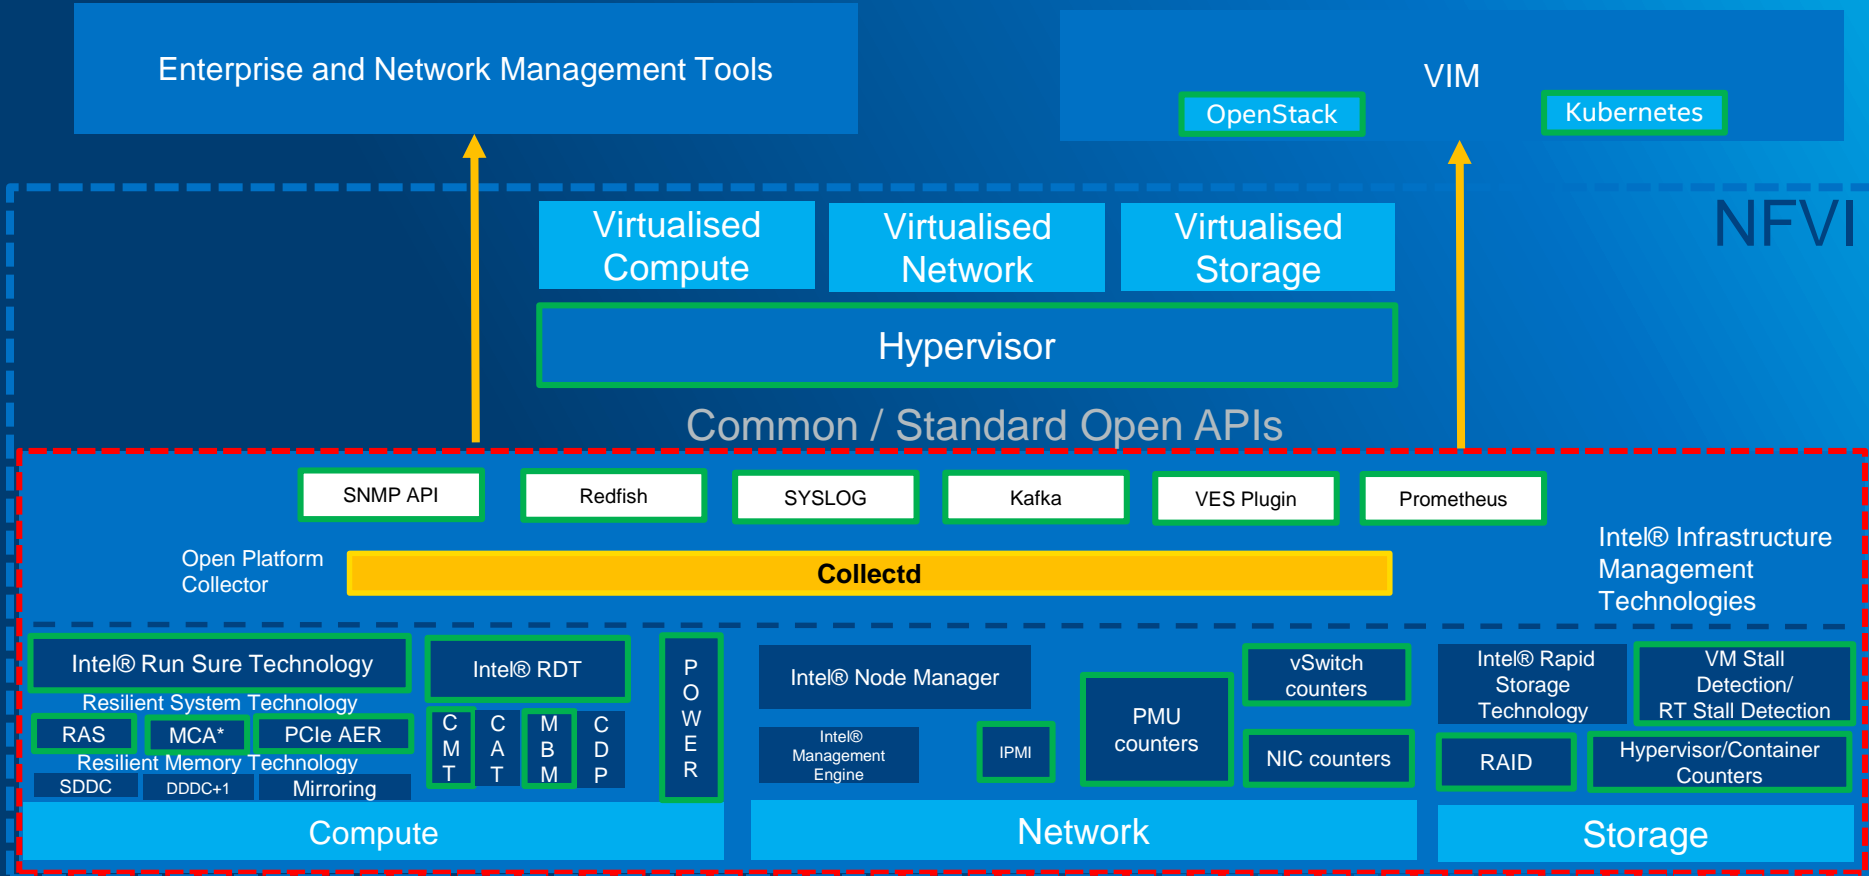 Enterprise and Network Management Tools
VIM
OpenStack
Kubernetes
NFVI
Virtualised
Compute
Virtualised
Network
Virtualised
Storage
Hypervisor
Common / Standard Open APIs
SNMP API
Redfish
SYSLOG
Kafka
VES Plugin
Prometheus
Open Platform
Collector
Collectd
Intel® Infrastructure
Management
Technologies
Intel® Run Sure Technology
Resilient System Technology
RAS
MCA*
PCIe AER
Resilient Memory Technology
SDDC
DDDC+1
Mirroring
Intel® RDT
C
M
T
C
A
T
M
B
M
C
D
P
P
O
W
E
R
Compute
Intel® Node Manager
Intel®
Management
Engine
IPMI
PMU
counters
vSwitch
counters
NIC counters
Network
Intel® Rapid
Storage
Technology
VM Stall
Detection/
RT Stall Detection
RAID
Hypervisor/Container
Counters
Storage